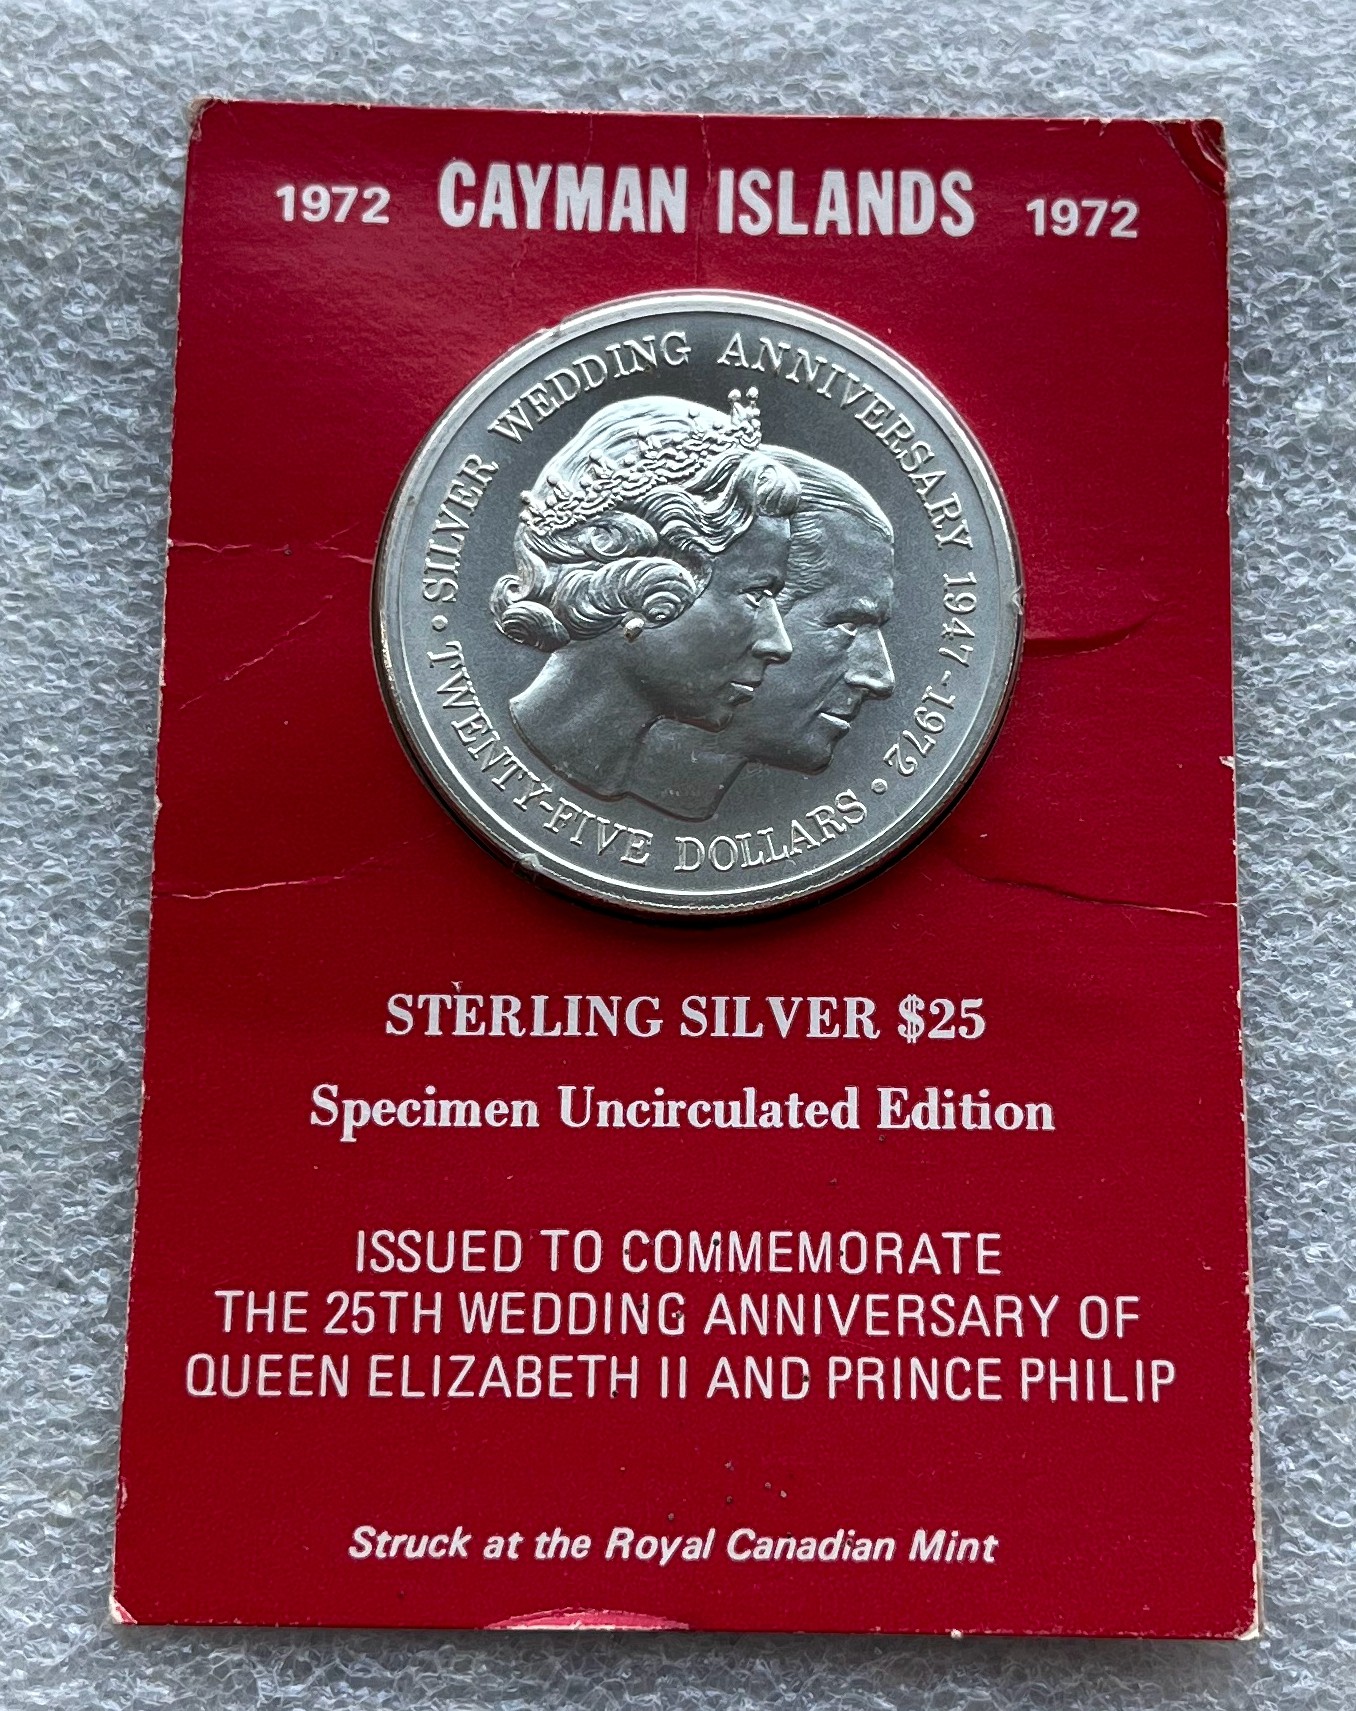 1972 CAYMAN ISLANDS 1972
· SILVER WEDDING ANNIVERSARY 1947-1972 ·
TWENTY-FIVE DOLLARS
STERLING SILVER $25
Specimen Uncirculated Edition
ISSUED TO COMMEMORATE
THE 25TH WEDDING ANNIVERSARY OF
QUEEN ELIZABETH II AND PRINCE PHILIP
Struck at the Royal Canadian Mint